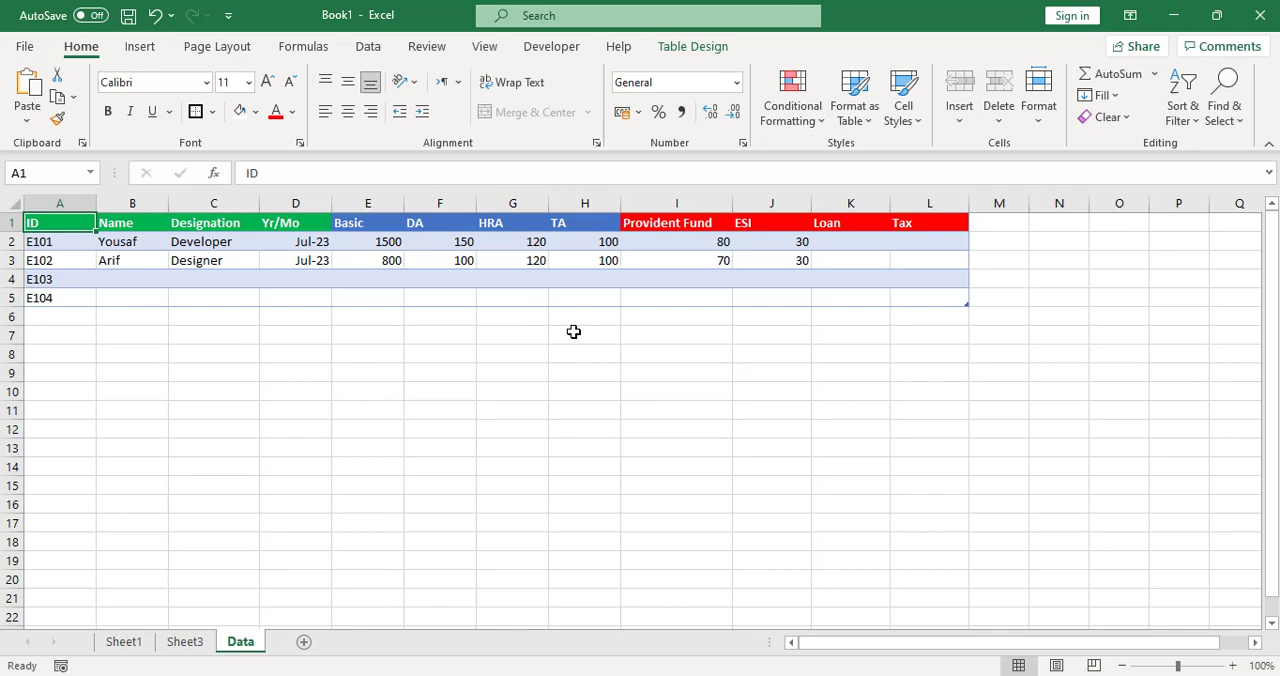 AutoSave Off Book1 - Excel Search Sign in
File Home Insert Page Layout Formulas Data Review View Developer Help Table Design Share Comments
Calibri 11 Wrap Text General AutoSum
Paste Merge & Center Conditional Formatting Format as Table Cell Styles Insert Delete Format Fill Clear Sort & Filter Find & Select
Clipboard Font Alignment Number Styles Cells Editing
A1 fx ID
A B C D E F G H I J K L M N O P Q
1 ID Name Designation Yr/Mo Basic DA HRA TA Provident Fund ESI Loan Tax
2 E101 Yousaf Developer Jul-23 1500 150 120 100 80 30
3 E102 Arif Designer Jul-23 800 100 120 100 70 30
4 E103
5 E104
6
7
8
9
10
11
12
13
14
15
16
17
18
19
20
21
22
Sheet1 Sheet3 Data
Ready 100%